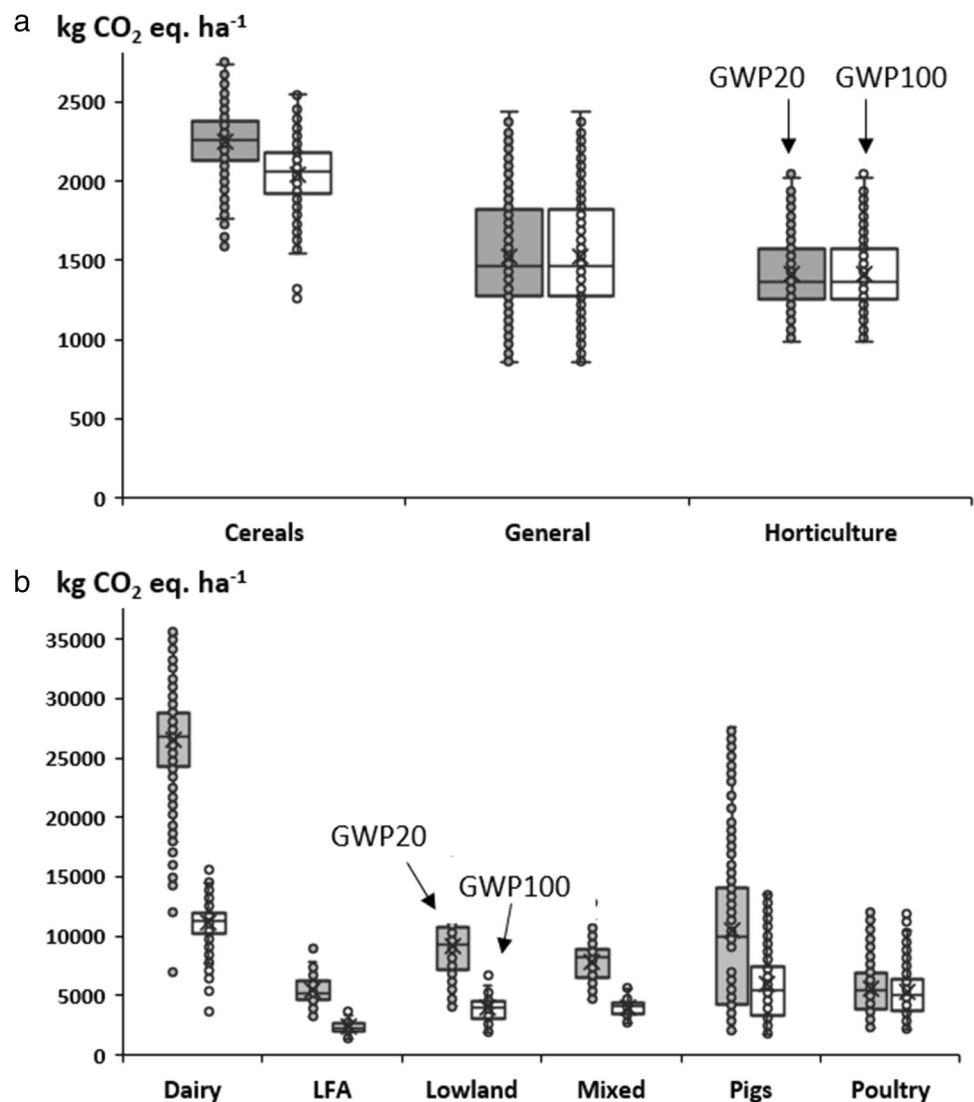 a kg CO₂ eq. ha⁻¹
GWP20 GWP100
2500
2000
1500
1000
500
0
Cereals General Horticulture
b kg CO₂ eq. ha⁻¹
35000
30000
25000
20000
GWP20
15000
GWP100
10000
5000
0
Dairy LFA Lowland Mixed Pigs Poultry